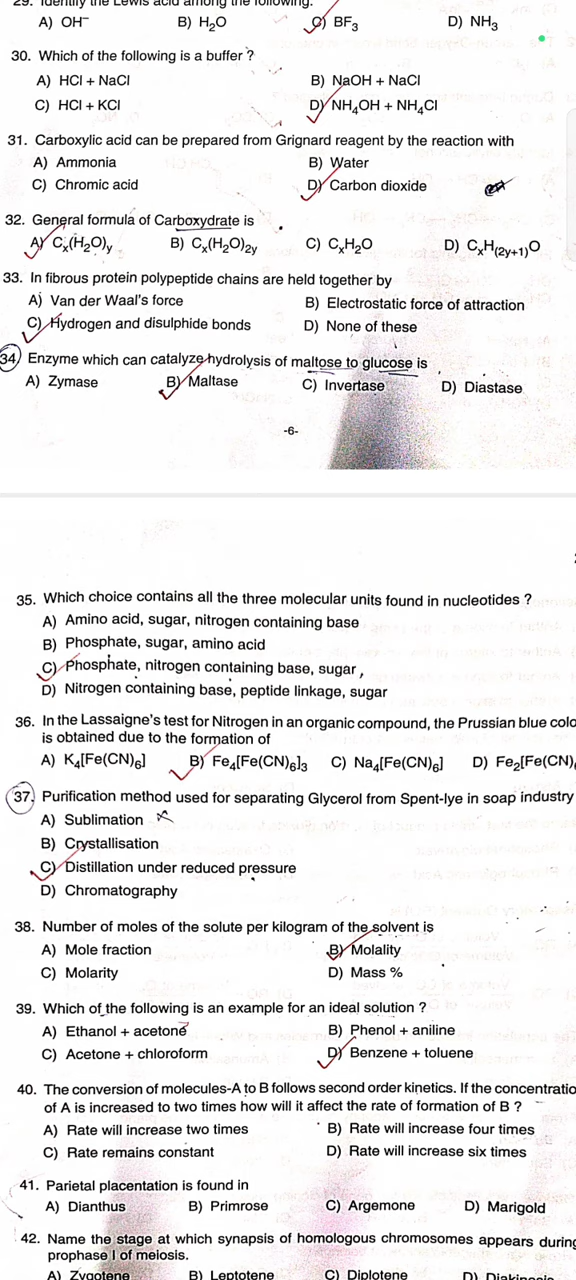 29. Identify the Lewis acid among the following.
A) OH⁻ B) H₂O C) BF₃ D) NH₃
30. Which of the following is a buffer ?
A) HCl + NaCl B) NaOH + NaCl
C) HCl + KCl D) NH₄OH + NH₄Cl
31. Carboxylic acid can be prepared from Grignard reagent by the reaction with
A) Ammonia B) Water
C) Chromic acid D) Carbon dioxide
32. General formula of Carboxydrate is
A) Cₓ(H₂O)ᵧ B) Cₓ(H₂O)₂ᵧ C) CₓH₂O D) CₓH₍₂ᵧ₊₁₎O
33. In fibrous protein polypeptide chains are held together by
A) Van der Waal's force B) Electrostatic force of attraction
C) Hydrogen and disulphide bonds D) None of these
34) Enzyme which can catalyze hydrolysis of maltose to glucose is
A) Zymase B) Maltase C) Invertase D) Diastase
-6-
35. Which choice contains all the three molecular units found in nucleotides ?
A) Amino acid, sugar, nitrogen containing base
B) Phosphate, sugar, amino acid
C) Phosphate, nitrogen containing base, sugar
D) Nitrogen containing base, peptide linkage, sugar
36. In the Lassaigne's test for Nitrogen in an organic compound, the Prussian blue colo
is obtained due to the formation of
A) K₄[Fe(CN)₆] B) Fe₄[Fe(CN)₆]₃ C) Na₄[Fe(CN)₆] D) Fe₂[Fe(CN)₆
37. Purification method used for separating Glycerol from Spent-lye in soap industry
A) Sublimation
B) Crystallisation
C) Distillation under reduced pressure
D) Chromatography
38. Number of moles of the solute per kilogram of the solvent is
A) Mole fraction B) Molality
C) Molarity D) Mass %
39. Which of the following is an example for an ideal solution ?
A) Ethanol + acetone B) Phenol + aniline
C) Acetone + chloroform D) Benzene + toluene
40. The conversion of molecules-A to B follows second order kinetics. If the concentratio
of A is increased to two times how will it affect the rate of formation of B ?
A) Rate will increase two times B) Rate will increase four times
C) Rate remains constant D) Rate will increase six times
41. Parietal placentation is found in
A) Dianthus B) Primrose C) Argemone D) Marigold
42. Name the stage at which synapsis of homologous chromosomes appears during
prophase I of meiosis.
A) Zygotene B) Leptotene C) Diplotene D) Diakinesis